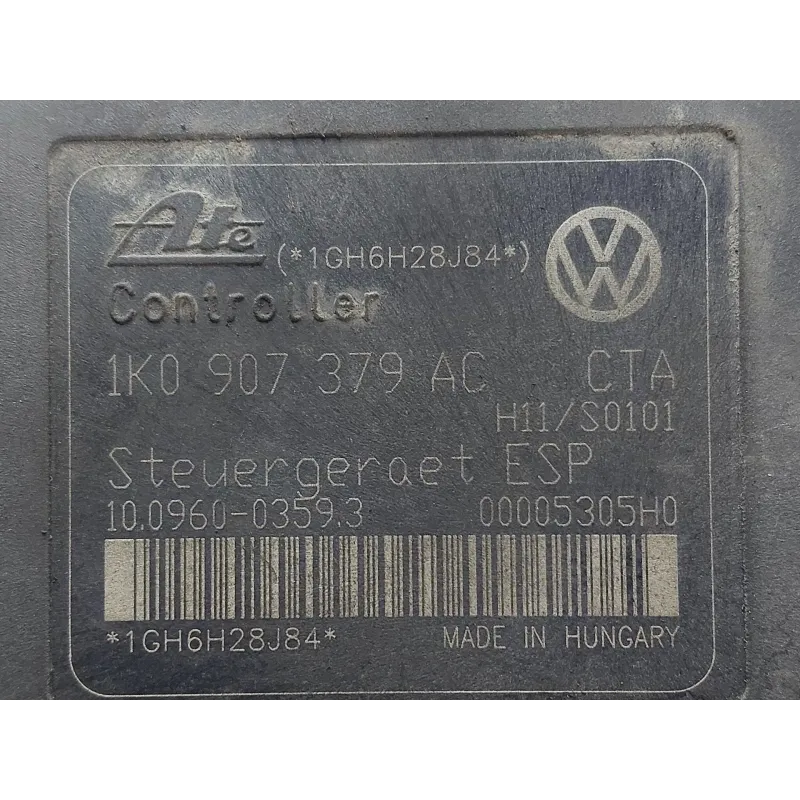 Ate (*1GH6H28J84*)
Controller
1K0 907 379 AC CTA
H11/S0101
Steuergeraet ESP
10.0960-0359.3 00005305H0
*1GH6H28J84* MADE IN HUNGARY